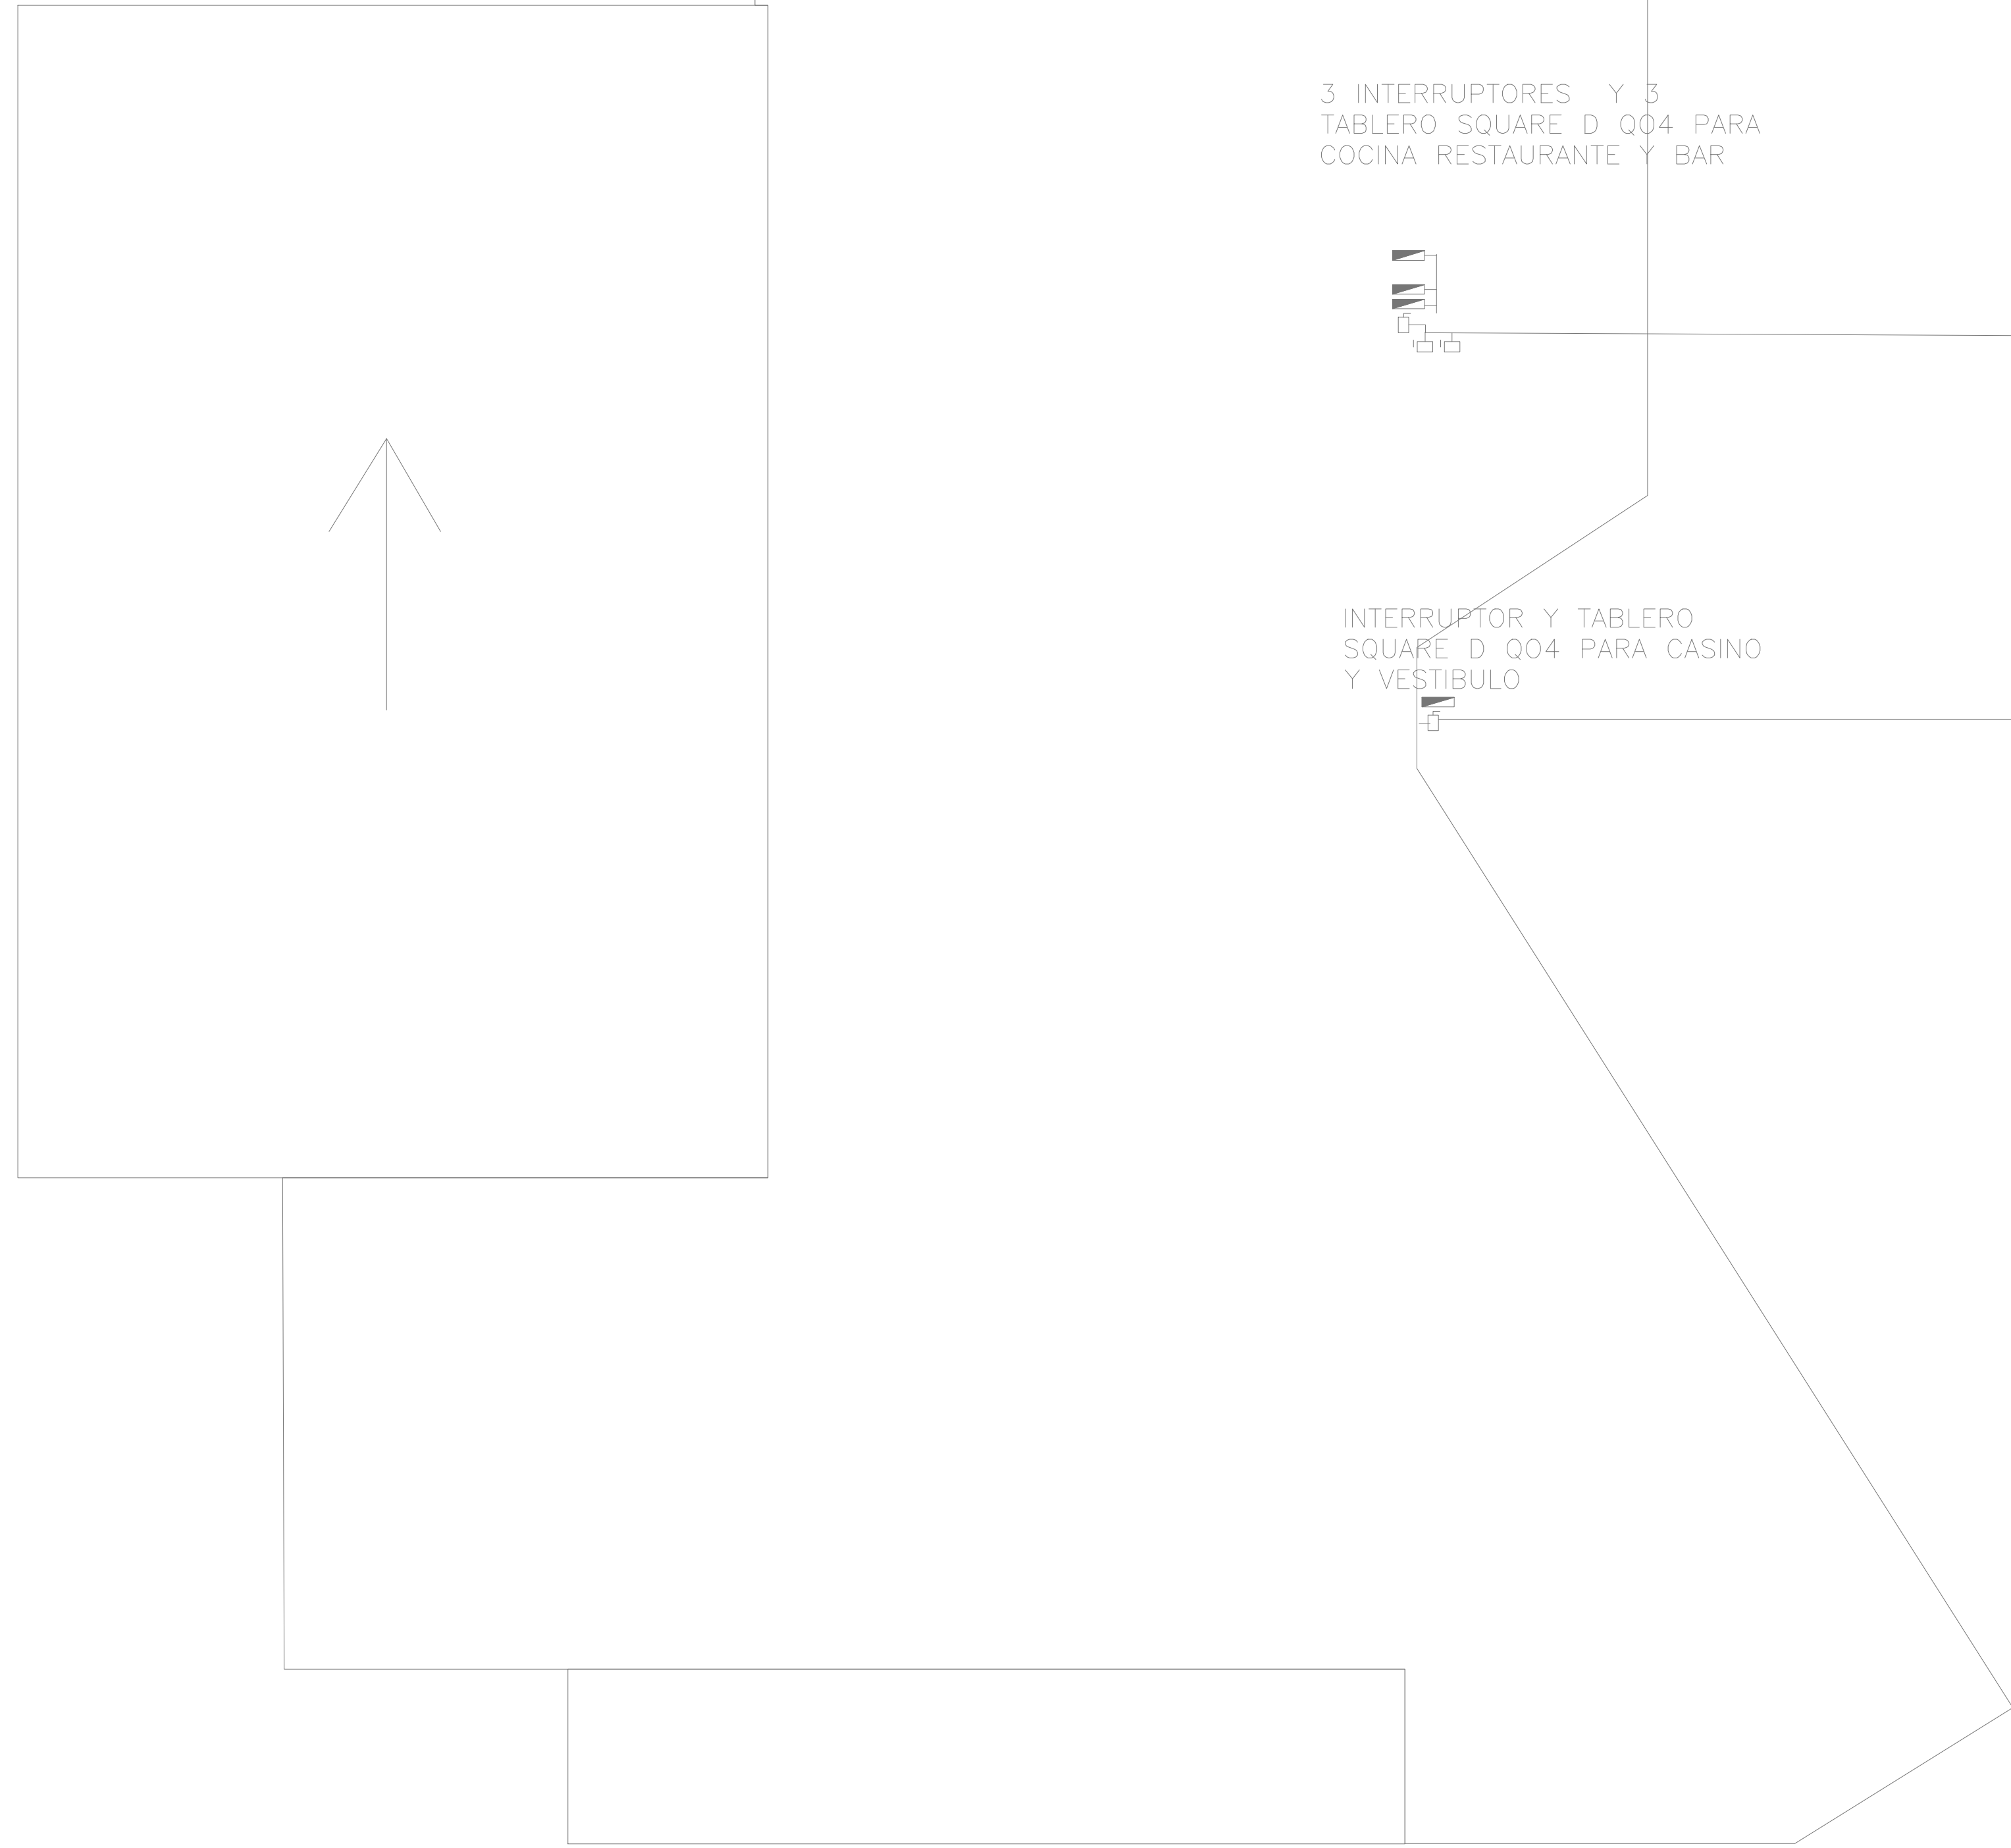 3 INTERRUPTORES Y 3
TABLERO SQUARE D QO4 PARA
COCINA RESTAURANTE Y BAR
INTERRUPTOR Y TABLERO
SQUARE D QO4 PARA CASINO
Y VESTIBULO